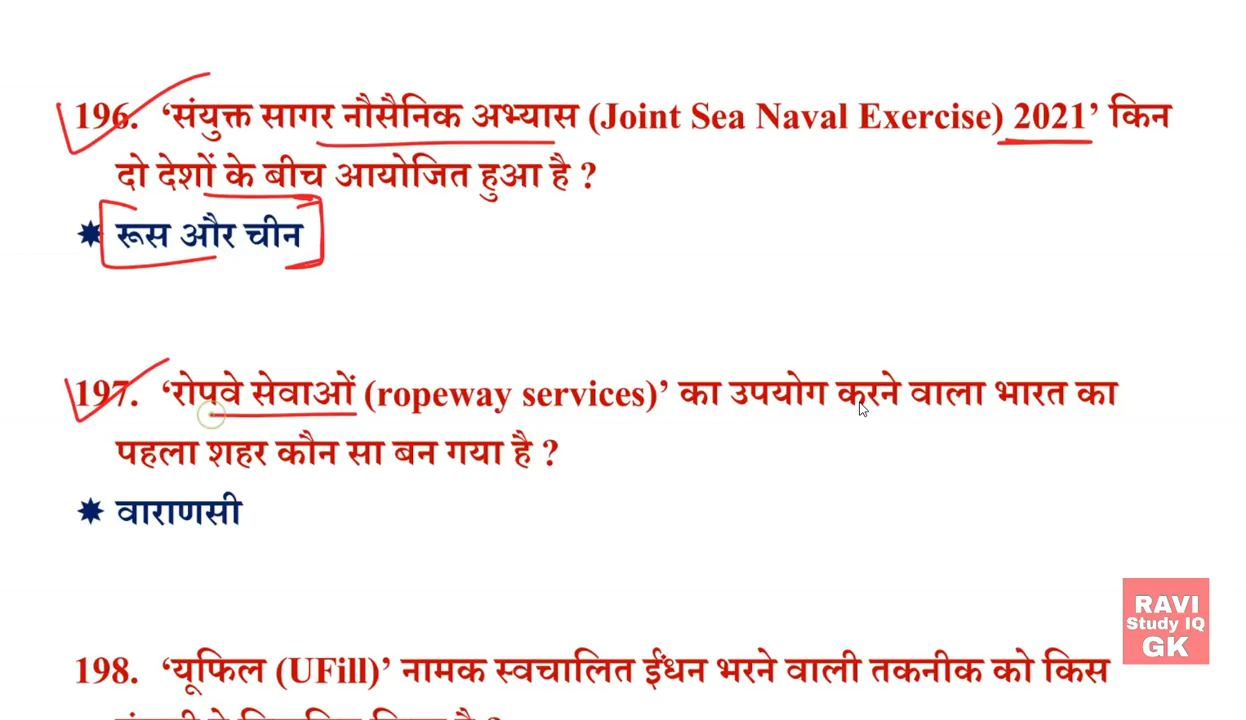 196. ‘संयुक्त सागर नौसैनिक अभ्यास (Joint Sea Naval Exercise) 2021’ किन
दो देशों के बीच आयोजित हुआ है ?
रूस और चीन
197. ‘रोपवे सेवाओं (ropeway services)’ का उपयोग करने वाला भारत का
पहला शहर कौन सा बन गया है ?
वाराणसी
RAVI
Study IQ
GK
198. ‘यूफिल (UFill)’ नामक स्वचालित ईंधन भरने वाली तकनीक को किस